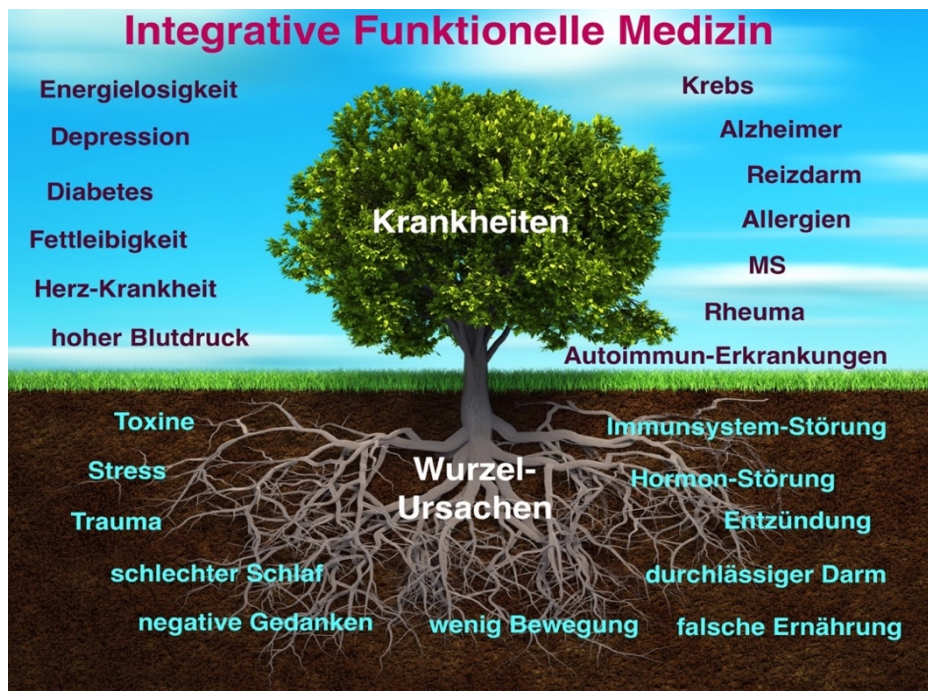 Integrative Funktionelle Medizin
Energielosigkeit
Depression
Diabetes
Fettleibigkeit
Herz-Krankheit
hoher Blutdruck
Krankheiten
Krebs
Alzheimer
Reizdarm
Allergien
MS
Rheuma
Autoimmun-Erkrankungen
Toxine
Stress
Trauma
schlechter Schlaf
negative Gedanken
Wurzel-
Ursachen
wenig Bewegung
Immunsystem-Störung
Hormon-Störung
Entzündung
durchlässiger Darm
falsche Ernährung